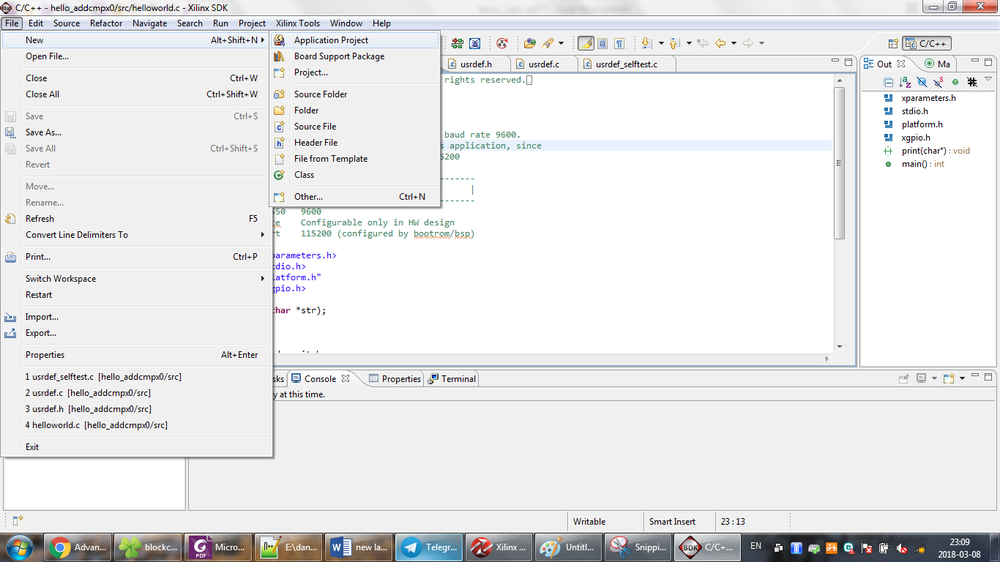 C/C++ - hello_addcmpx0/src/helloworld.c - Xilinx SDK
File Edit Source Refactor Navigate Search Run Project Xilinx Tools Window Help
New Alt+Shift+N
Open File...
Close Ctrl+W
Close All Ctrl+Shift+W
Save Ctrl+S
Save As...
Save All Ctrl+Shift+S
Revert
Move...
Rename...
Refresh F5
Convert Line Delimiters To
Print... Ctrl+P
Switch Workspace
Restart
Import...
Export...
Properties Alt+Enter
1 usrdef_selftest.c [hello_addcmpx0/src]
2 usrdef.c [hello_addcmpx0/src]
3 usrdef.h [hello_addcmpx0/src]
4 helloworld.c [hello_addcmpx0/src]
Exit
Application Project
Board Support Package
Project...
Source Folder
Folder
Source File
Header File
File from Template
Class
Other... Ctrl+N
C/C++
usrdef.h usrdef.c usrdef_selftest.c
rights reserved.
baud rate 9600.
s application, since
5200
-------
|
-------
550 9600
te Configurable only in HW design
rt 115200 (configured by bootrom/bsp)
parameters.h>
tdio.h>
latform.h"
gpio.h>
char *str);
Out Ma
xparameters.h
stdio.h
platform.h
xgpio.h
print(char*) : void
main() : int
sks Console Properties Terminal
y at this time.
Writable Smart Insert 23 : 13
Advan... blockc... Micro... E:\dan... new la... Telegr... Xilinx ... Untitl... Snippi... C/C+...
PDF
SDK
EN
23:09
2018-03-08